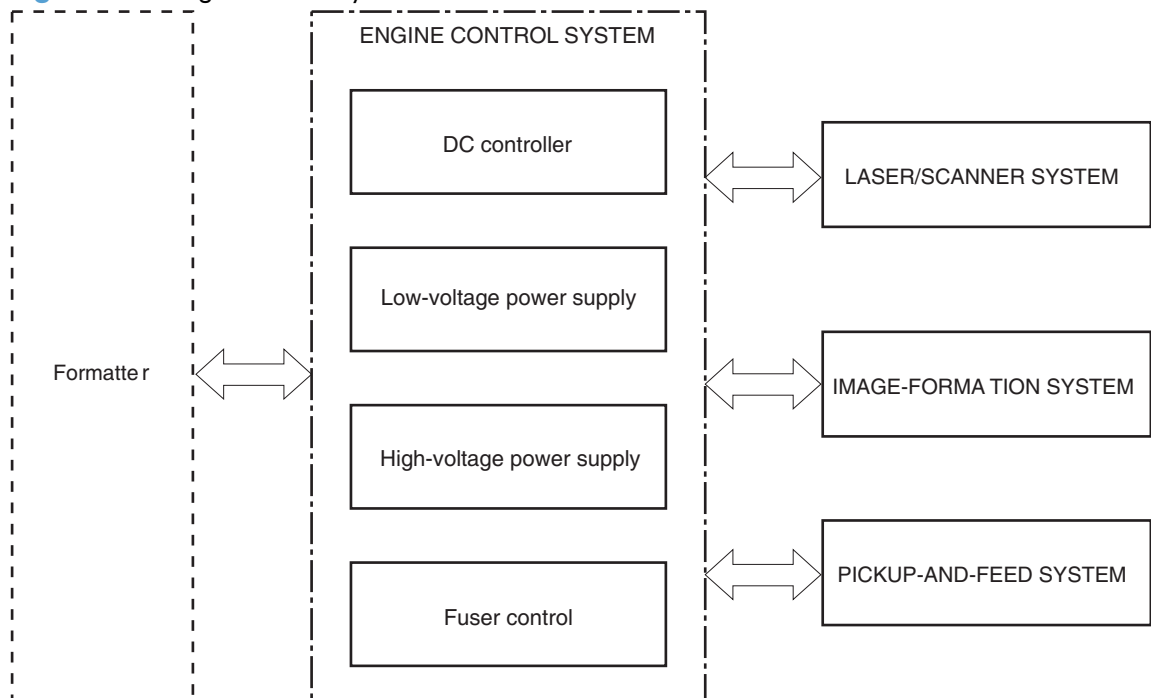 ENGINE CONTROL SYSTEM
DC controller
LASER/SCANNER SYSTEM
Low-voltage power supply
Formatte r
IMAGE-FORMA TION SYSTEM
High-voltage power supply
PICKUP-AND-FEED SYSTEM
Fuser control